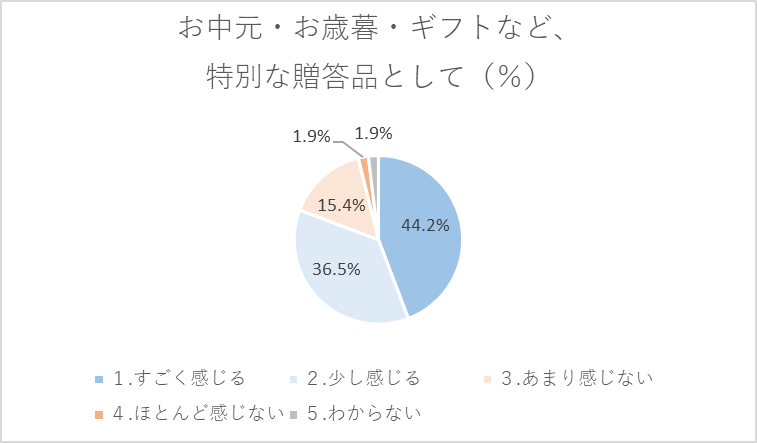 お中元・お歳暮・ギフトなど、
特別な贈答品として（％）
1.9%
1.9%
15.4%
44.2%
36.5%
１.すごく感じる
２.少し感じる
３.あまり感じない
４.ほとんど感じない
５.わからない